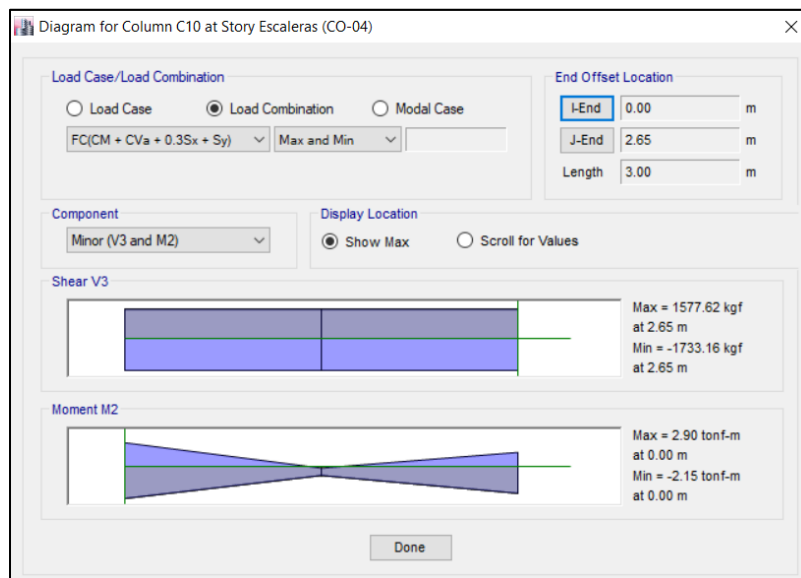 Diagram for Column C10 at Story Escaleras (CO-04)
Load Case/Load Combination
Load Case
Load Combination
Modal Case
FC(CM + CVa + 0.3Sx + Sy)
Max and Min
End Offset Location
I-End
0.00
m
J-End
2.65
m
Length
3.00
m
Component
Minor (V3 and M2)
Display Location
Show Max
Scroll for Values
Shear V3
Max = 1577.62 kgf
at 2.65 m
Min = -1733.16 kgf
at 2.65 m
Moment M2
Max = 2.90 tonf-m
at 0.00 m
Min = -2.15 tonf-m
at 0.00 m
Done